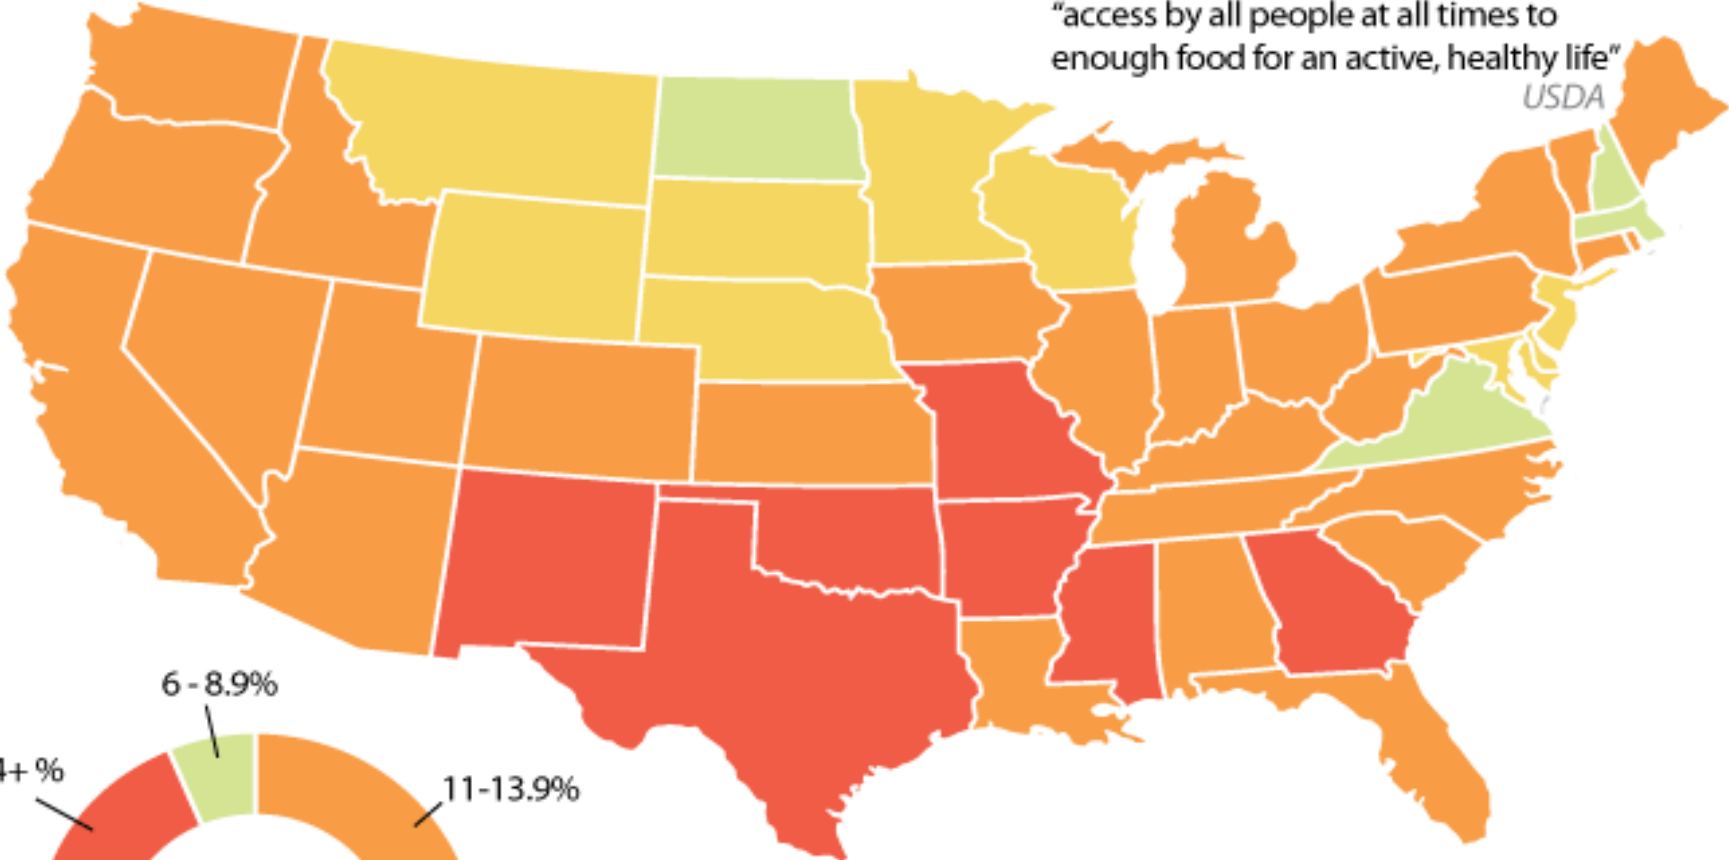 “access by all people at all times to
enough food for an active, healthy life”
USDA
6 - 8.9%
4+ %
11-13.9%